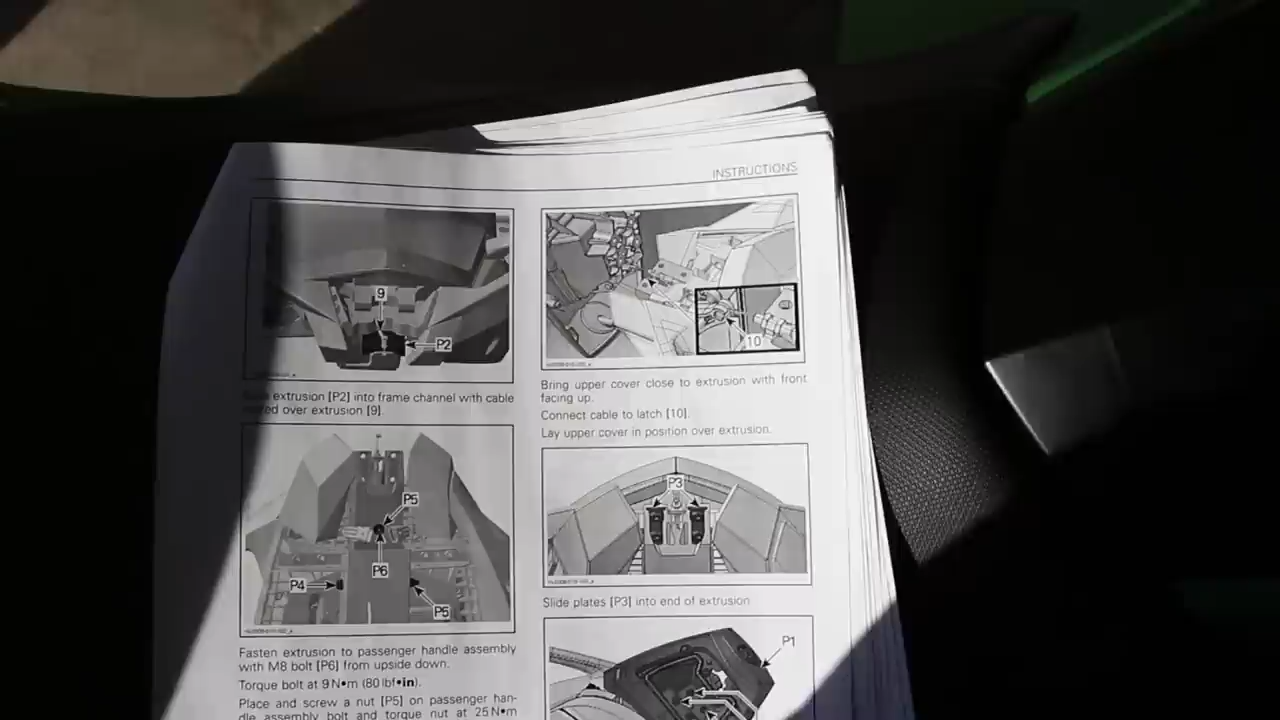 INSTRUCTIONS
9
P2
extrusion [P2] into frame channel with cable
over extrusion [9].
P5
P6
P4
P5
Fasten extrusion to passenger handle assembly
with M8 bolt [P6] from upside down.
Torque bolt at 9 N•m (80 lbf•in).
Place and screw a nut [P5] on passenger han-
dle assembly bolt and torque nut at 25 N•m
10
Bring upper cover close to extrusion with front
facing up.
Connect cable to latch [10].
Lay upper cover in position over extrusion.
P3
Slide plates [P3] into end of extrusion
P1